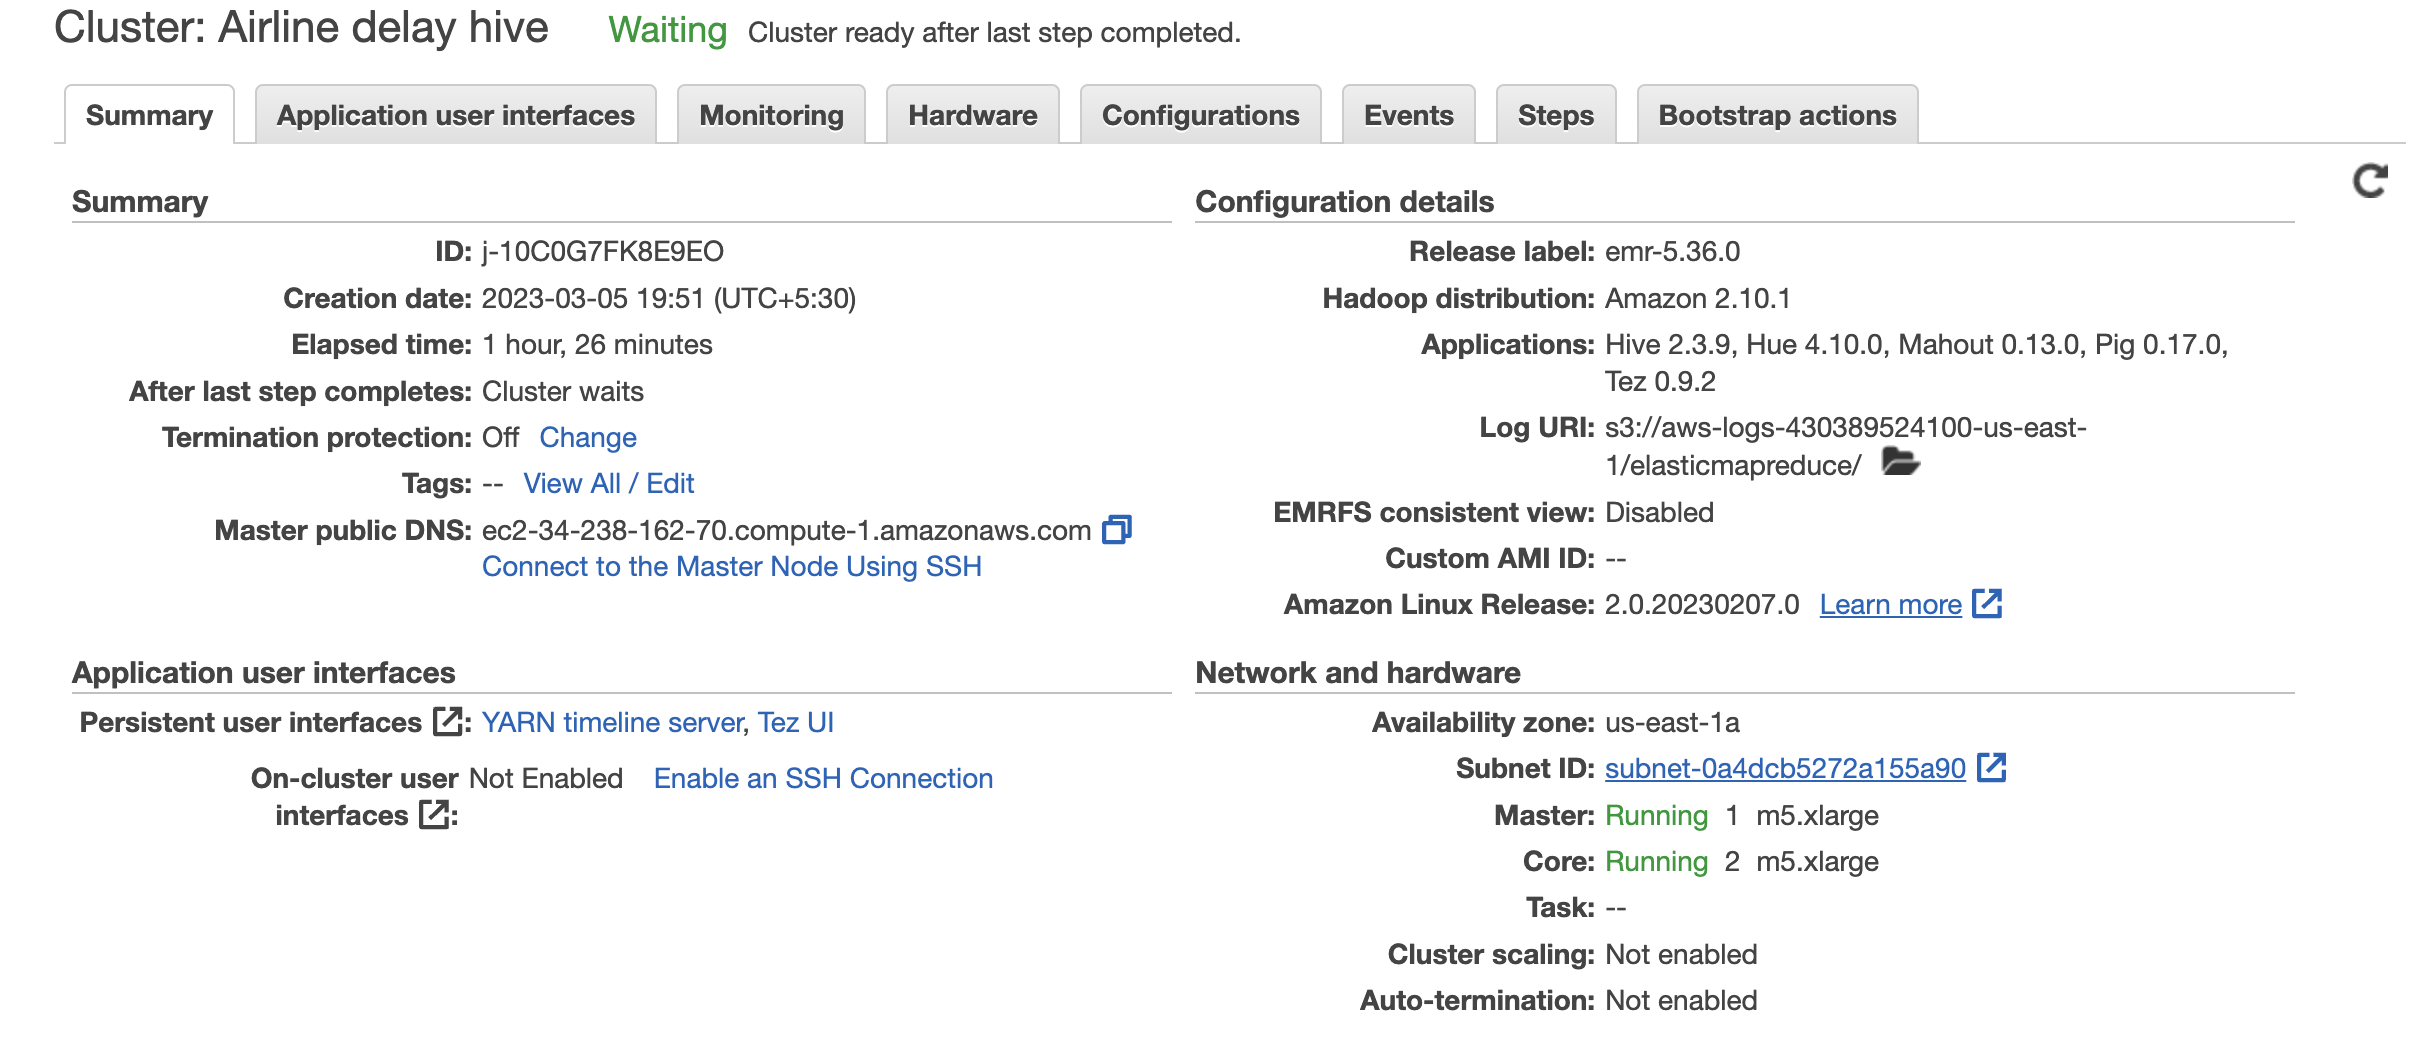 Cluster: Airline delay hive Waiting Cluster ready after last step completed.
Summary Application user interfaces Monitoring Hardware Configurations Events Steps Bootstrap actions
Summary
ID: j-10C0G7FK8E9EO
Creation date: 2023-03-05 19:51 (UTC+5:30)
Elapsed time: 1 hour, 26 minutes
After last step completes: Cluster waits
Termination protection: Off Change
Tags: -- View All / Edit
Master public DNS: ec2-34-238-162-70.compute-1.amazonaws.com
Connect to the Master Node Using SSH
Configuration details
Release label: emr-5.36.0
Hadoop distribution: Amazon 2.10.1
Applications: Hive 2.3.9, Hue 4.10.0, Mahout 0.13.0, Pig 0.17.0,
Tez 0.9.2
Log URI: s3://aws-logs-430389524100-us-east-
1/elasticmapreduce/
EMRFS consistent view: Disabled
Custom AMI ID: --
Amazon Linux Release: 2.0.20230207.0 Learn more
Application user interfaces
Persistent user interfaces : YARN timeline server, Tez UI
On-cluster user Not Enabled Enable an SSH Connection
interfaces :
Network and hardware
Availability zone: us-east-1a
Subnet ID: subnet-0a4dcb5272a155a90
Master: Running 1 m5.xlarge
Core: Running 2 m5.xlarge
Task: --
Cluster scaling: Not enabled
Auto-termination: Not enabled